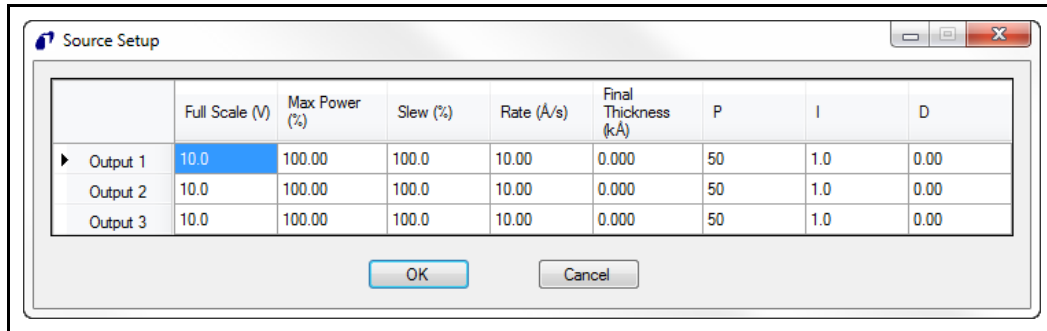 Source Setup
Full Scale (V) Max Power (%) Slew (%) Rate (Å/s) Final Thickness (kÅ) P I D
Output 1 10.0 100.00 100.0 10.00 0.000 50 1.0 0.00
Output 2 10.0 100.00 100.0 10.00 0.000 50 1.0 0.00
Output 3 10.0 100.00 100.0 10.00 0.000 50 1.0 0.00
OK Cancel